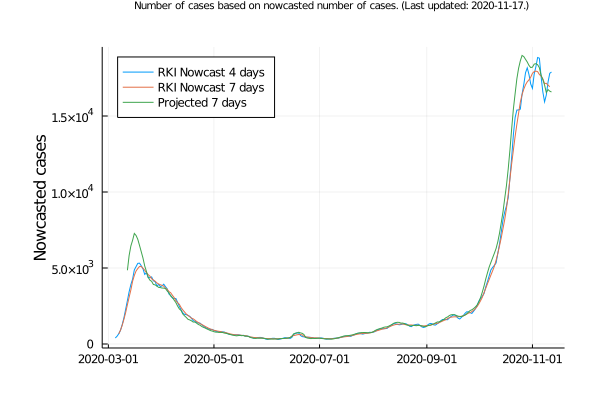 Number of cases based on nowcasted number of cases. (Last updated: 2020-11-17.)
RKI Nowcast 4 days
RKI Nowcast 7 days
Projected 7 days
Nowcasted cases
1.5×10⁴
1.0×10⁴
5.0×10³
0
2020-03-01 2020-05-01 2020-07-01 2020-09-01 2020-11-01